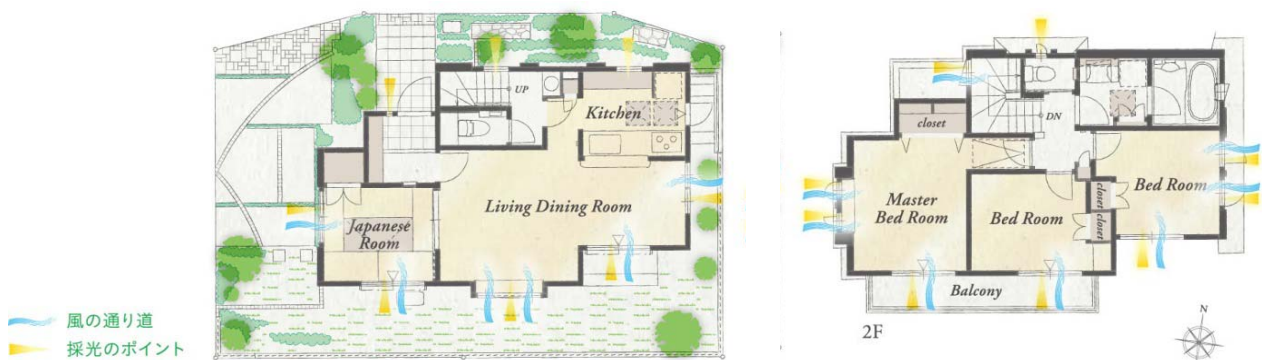 UP
Kitchen
Living Dining Room
Japanese
Room
風の通り道
採光のポイント
closet
DN
Master
Bed Room
Bed Room
closet
closet
Bed Room
Balcony
2F
N